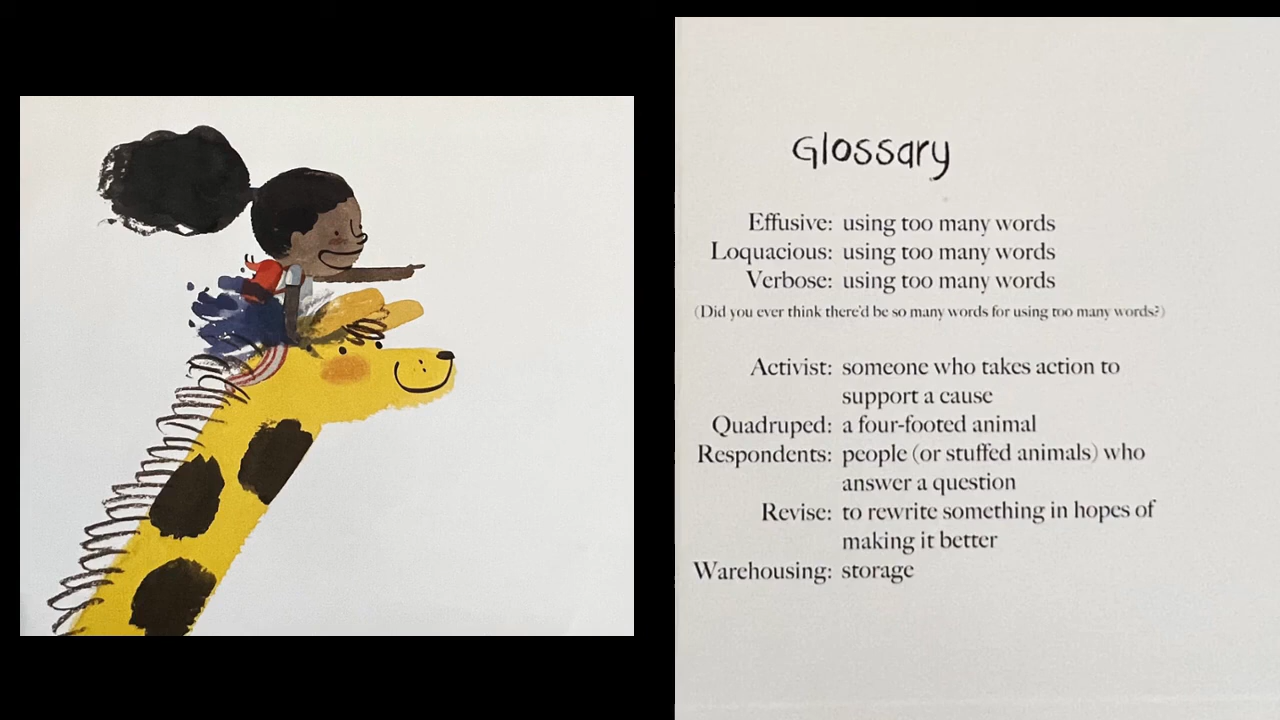 Glossary
Effusive: using too many words
Loquacious: using too many words
Verbose: using too many words
(Did you ever think there'd be so many words for using too many words?)
Activist: someone who takes action to
support a cause
Quadruped: a four-footed animal
Respondents: people (or stuffed animals) who
answer a question
Revise: to rewrite something in hopes of
making it better
Warehousing: storage